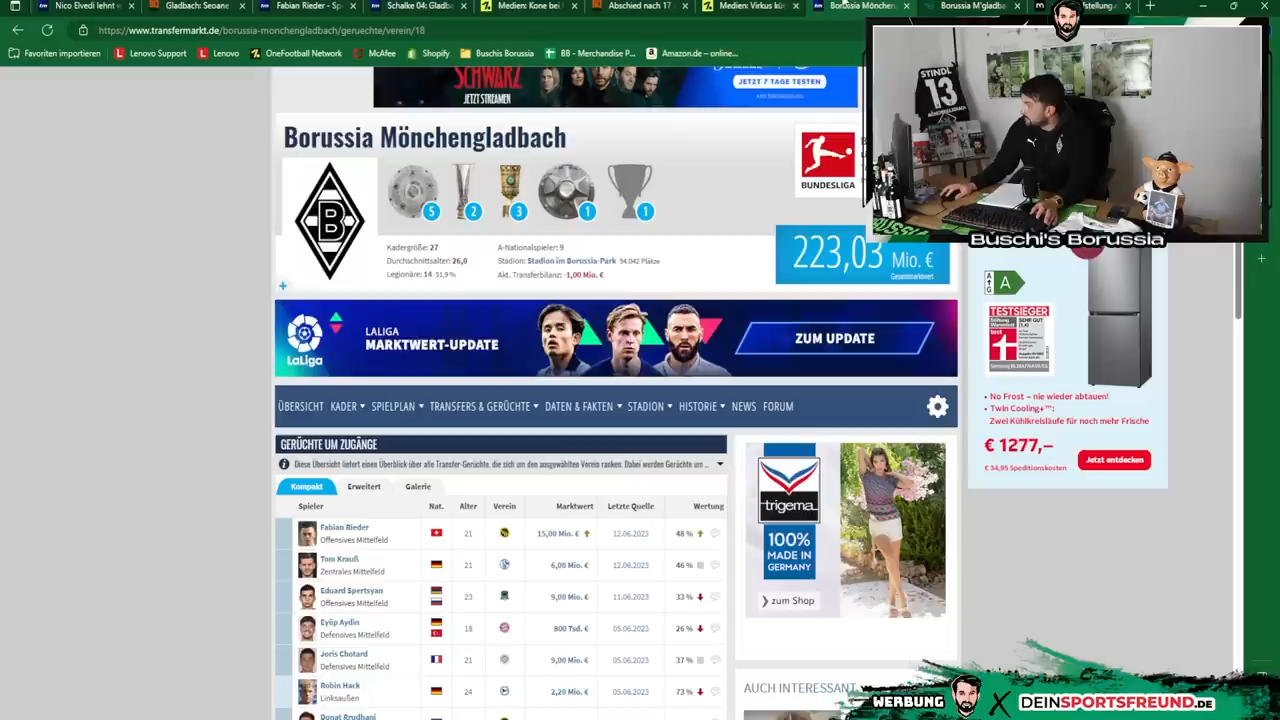 Nico Elvedi lehnt v
Gladbach: Seoane
Fabian Rieder - S
Schalke 04: Gladb
Medien: Kone bei
Abschied nach 17
Medien: Virkus kü
Borussia Mönchen
Borussia M'gladb
https://www.transfermarkt.de/borussia-monchengladbach/geruechte/verein/18
Favoriten importieren
Lenovo Support
Lenovo
OneFootball Network
McAfee
Shopify
Buschis Borussia
BB - Merchandise P...
Amazon.de – online...
SCHWARZ
JETZT STREAMEN
JETZT 7 TAGE TESTEN
STINDL
13
Borussia Mönchengladbach
BUNDESLIGA
B
5
2
3
1
1
Kadergröße: 27
Durchschnittsalter: 26,0
Legionäre: 14 51,9 %
A-Nationalspieler: 9
Stadion: Stadion im Borussia-Park 54.042 Plätze
Akt. Transferbilanz: -1,00 Mio. €
223,03 Mio. €
Gesamtmarktwert
Büschi's Borussia
LaLiga
LALIGA
MARKTWERT-UPDATE
ZUM UPDATE
A
TESTSIEGER
SEHR GUT
test
• No Frost – nie wieder abtauen!
• Twin Cooling+™:
Zwei Kühlkreisläufe für noch mehr Frische
€ 1277,–
€ 34,95 Speditionskosten
Jetzt entdecken
ÜBERSICHT KADER SPIELPLAN TRANSFERS & GERÜCHTE DATEN & FAKTEN STADION HISTORIE NEWS FORUM
GERÜCHTE UM ZUGÄNGE
Diese Übersicht liefert einen Überblick über alle Transfer-Gerüchte, die sich um den ausgewählten Verein ranken. Dabei werden Gerüchte um ...
Kompakt Erweitert Galerie
Spieler Nat. Alter Verein Marktwert Letzte Quelle Wertung
Fabian Rieder
Offensives Mittelfeld
21 15,00 Mio. € 12.06.2023 48 %
Tom Krauß
Zentrales Mittelfeld
21 6,00 Mio. € 12.06.2023 46 %
Eduard Spertsyan
Offensives Mittelfeld
23 9,00 Mio. € 11.06.2023 33 %
Eyüp Aydin
Defensives Mittelfeld
18 800 Tsd. € 05.06.2023 26 %
Joris Chotard
Defensives Mittelfeld
21 9,00 Mio. € 05.06.2023 37 %
Robin Hack
Linksaußen
24 2,20 Mio. € 05.06.2023 73 %
Donat Rrudhani
trigema
100%
MADE IN
GERMANY
zum Shop
AUCH INTERESSANT
WERBUNG X DEINSPORTSFREUND.DE